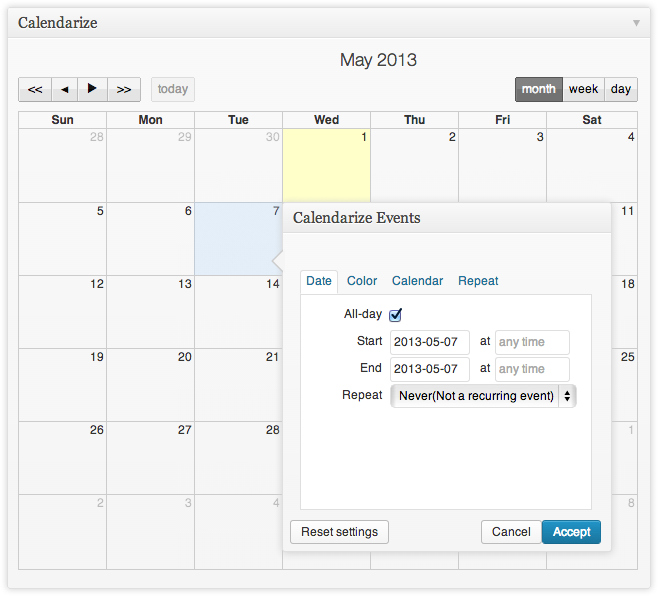 Calendarize
May 2013
<< ◄ ► >> today month week day
Sun Mon Tue Wed Thu Fri Sat
28 29 30 1 2 3 4
5 6 7 11
Calendarize Events
Date Color Calendar Repeat
12 13 14 18
All-day
Start 2013-05-07 at any time
19 20 21 25
End 2013-05-07 at any time
Repeat Never(Not a recurring event)
26 27 28 1
2 3 4 8
Reset settings Cancel Accept